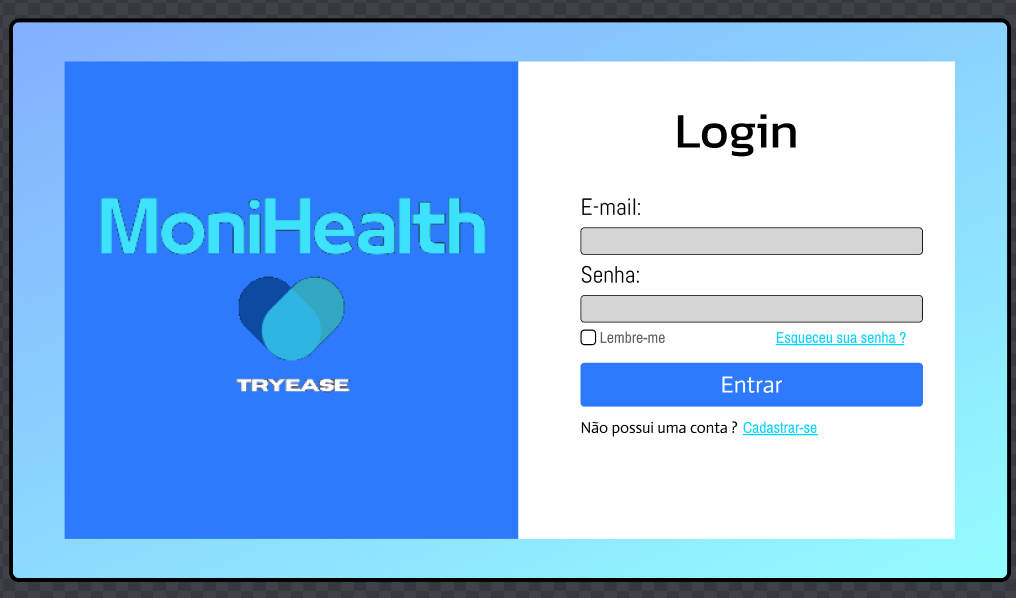 MoniHealth
TRYEASE
Login
E-mail:
Senha:
Lembre-me
Esqueceu sua senha ?
Entrar
Não possui uma conta ? Cadastrar-se